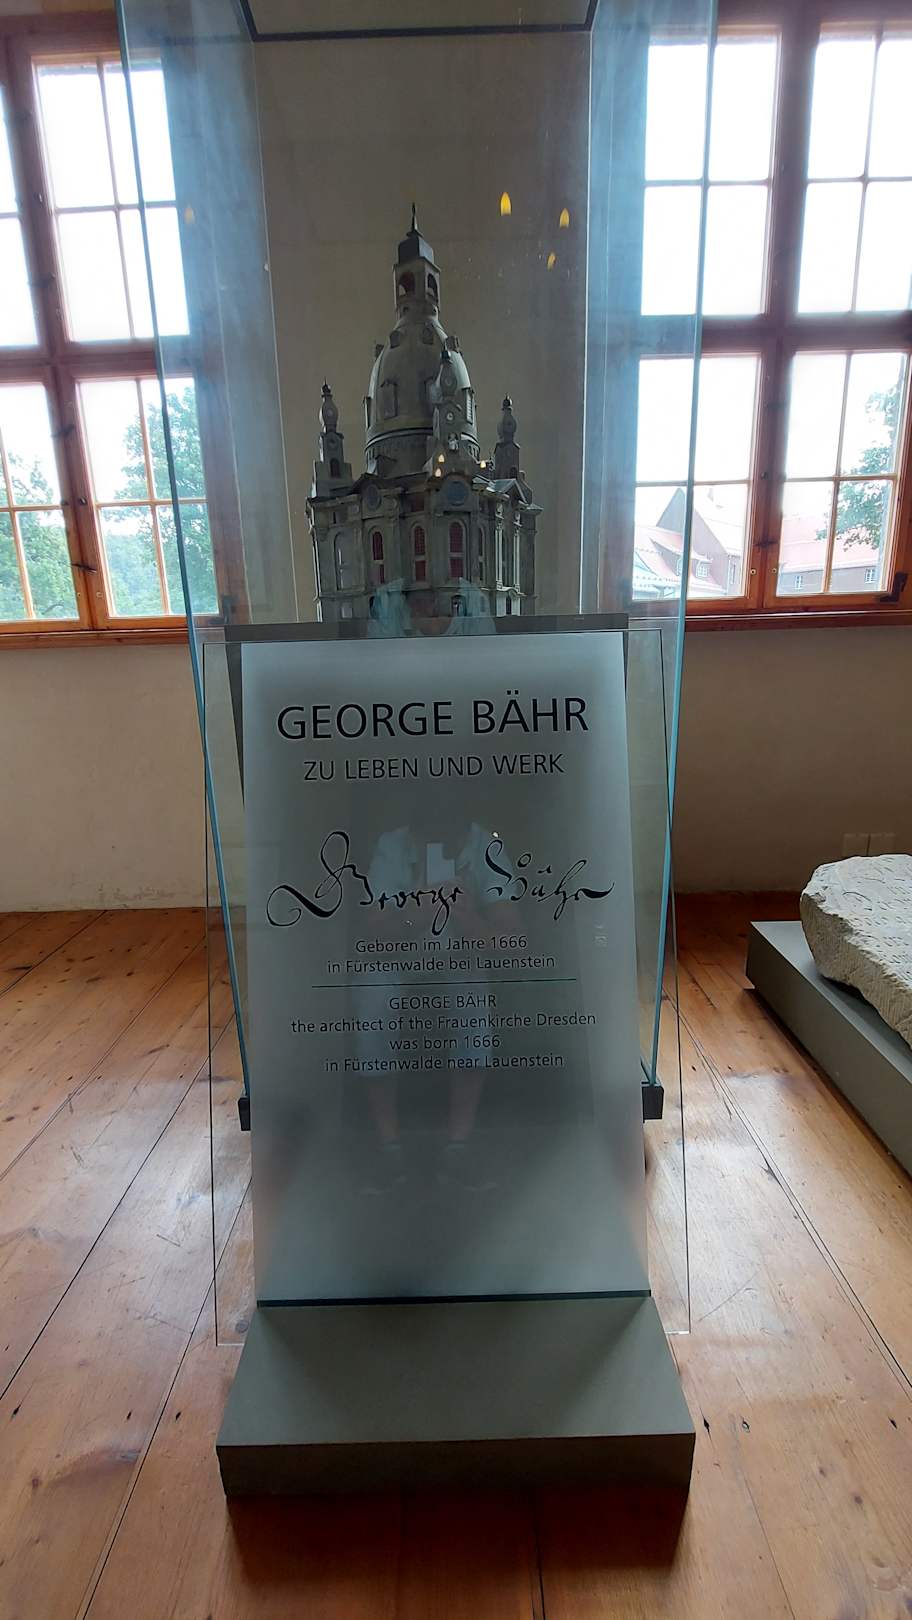 GEORGE BÄHR
ZU LEBEN UND WERK
George Bähr
Geboren im Jahre 1666
in Fürstenwalde bei Lauenstein
GEORGE BÄHR
the architect of the Frauenkirche Dresden
was born 1666
in Fürstenwalde near Lauenstein